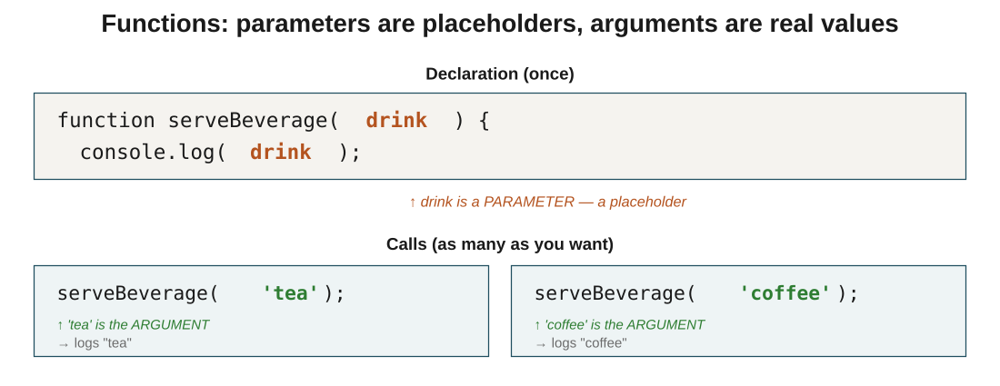 Functions: parameters are placeholders, arguments are real values
Declaration (once)
function serveBeverage( drink ) {
console.log( drink );
↑ drink is a PARAMETER — a placeholder
Calls (as many as you want)
serveBeverage( 'tea' );
↑ 'tea' is the ARGUMENT
→ logs "tea"
serveBeverage( 'coffee' );
↑ 'coffee' is the ARGUMENT
→ logs "coffee"